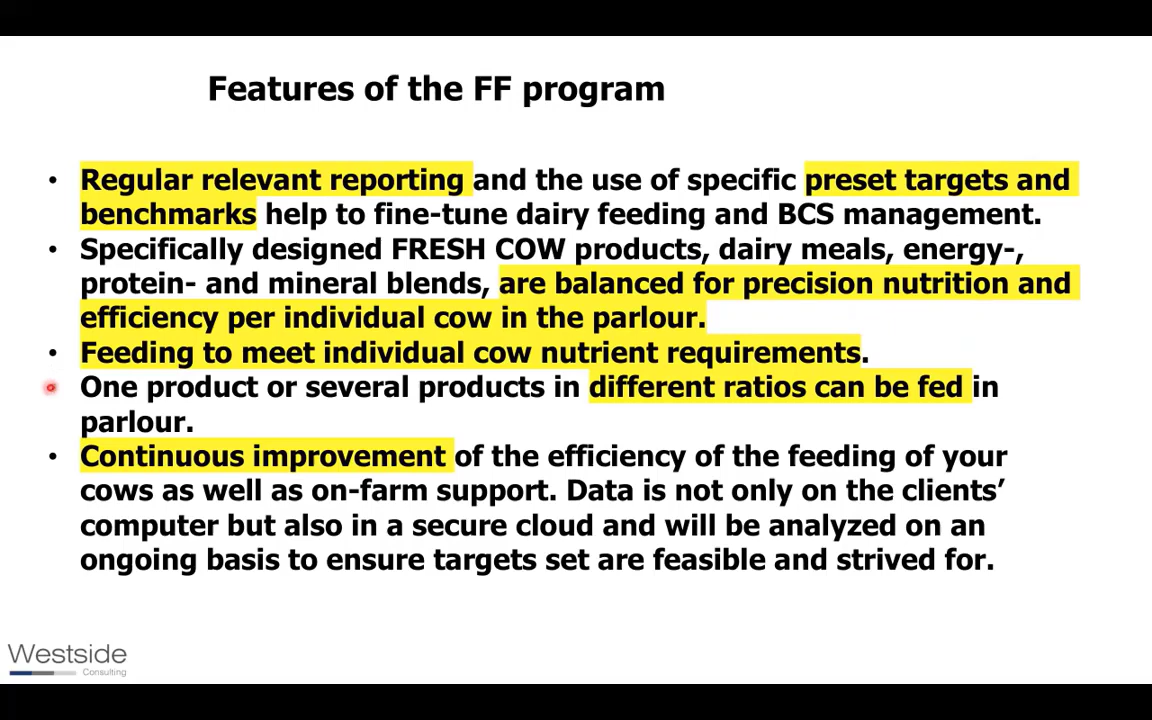 Features of the FF program
• Regular relevant reporting and the use of specific preset targets and
benchmarks help to fine-tune dairy feeding and BCS management.
• Specifically designed FRESH COW products, dairy meals, energy-,
protein- and mineral blends, are balanced for precision nutrition and
efficiency per individual cow in the parlour.
• Feeding to meet individual cow nutrient requirements.
One product or several products in different ratios can be fed in
parlour.
• Continuous improvement of the efficiency of the feeding of your
cows as well as on-farm support. Data is not only on the clients’
computer but also in a secure cloud and will be analyzed on an
ongoing basis to ensure targets set are feasible and strived for.
Westside
Consulting